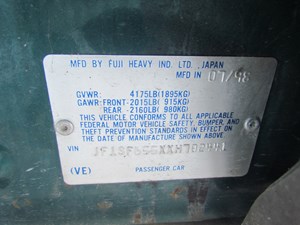 MFD BY FUJI HEAVY IND. LTD., JAPAN
MFD IN
GVWR: 4175LB(1895KG)
GAWR: FRONT-2015LB( 915KG)
REAR -2160LB( 980KG)
THIS VEHICLE CONFORMS TO ALL APPLICABLE
FEDERAL MOTOR VEHICLE SAFETY, BUMPER, AND
THEFT PREVENTION STANDARDS IN EFFECT ON
THE DATE OF MANUFACTURE SHOWN ABOVE.
VIN
(VE) PASSENGER CAR